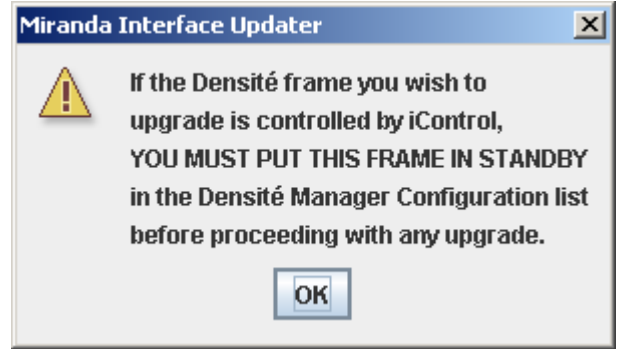 Miranda Interface Updater
If the Densité frame you wish to
upgrade is controlled by iControl,
YOU MUST PUT THIS FRAME IN STANDBY
in the Densité Manager Configuration list
before proceeding with any upgrade.
OK